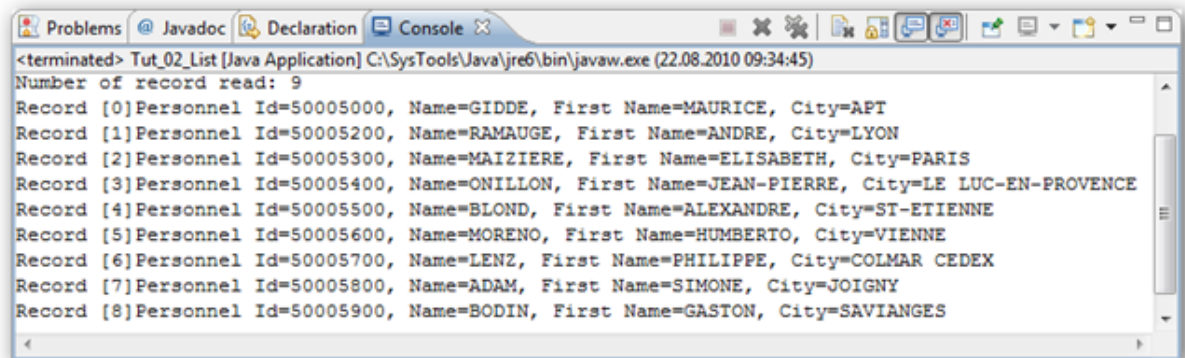 Problems @ Javadoc Declaration Console
<terminated> Tut_02_List [Java Application] C:\SysTools\Java\jre6\bin\javaw.exe (22.08.2010 09:34:45)
Number of record read: 9
Record [0]Personnel Id=50005000, Name=GIDDE, First Name=MAURICE, City=APT
Record [1]Personnel Id=50005200, Name=RAMAUGE, First Name=ANDRE, City=LYON
Record [2]Personnel Id=50005300, Name=MAIZIERE, First Name=ELISABETH, City=PARIS
Record [3]Personnel Id=50005400, Name=ONILLON, First Name=JEAN-PIERRE, City=LE LUC-EN-PROVENCE
Record [4]Personnel Id=50005500, Name=BLOND, First Name=ALEXANDRE, City=ST-ETIENNE
Record [5]Personnel Id=50005600, Name=MORENO, First Name=HUMBERTO, City=VIENNE
Record [6]Personnel Id=50005700, Name=LENZ, First Name=PHILIPPE, City=COLMAR CEDEX
Record [7]Personnel Id=50005800, Name=ADAM, First Name=SIMONE, City=JOIGNY
Record [8]Personnel Id=50005900, Name=BODIN, First Name=GASTON, City=SAVIANGES